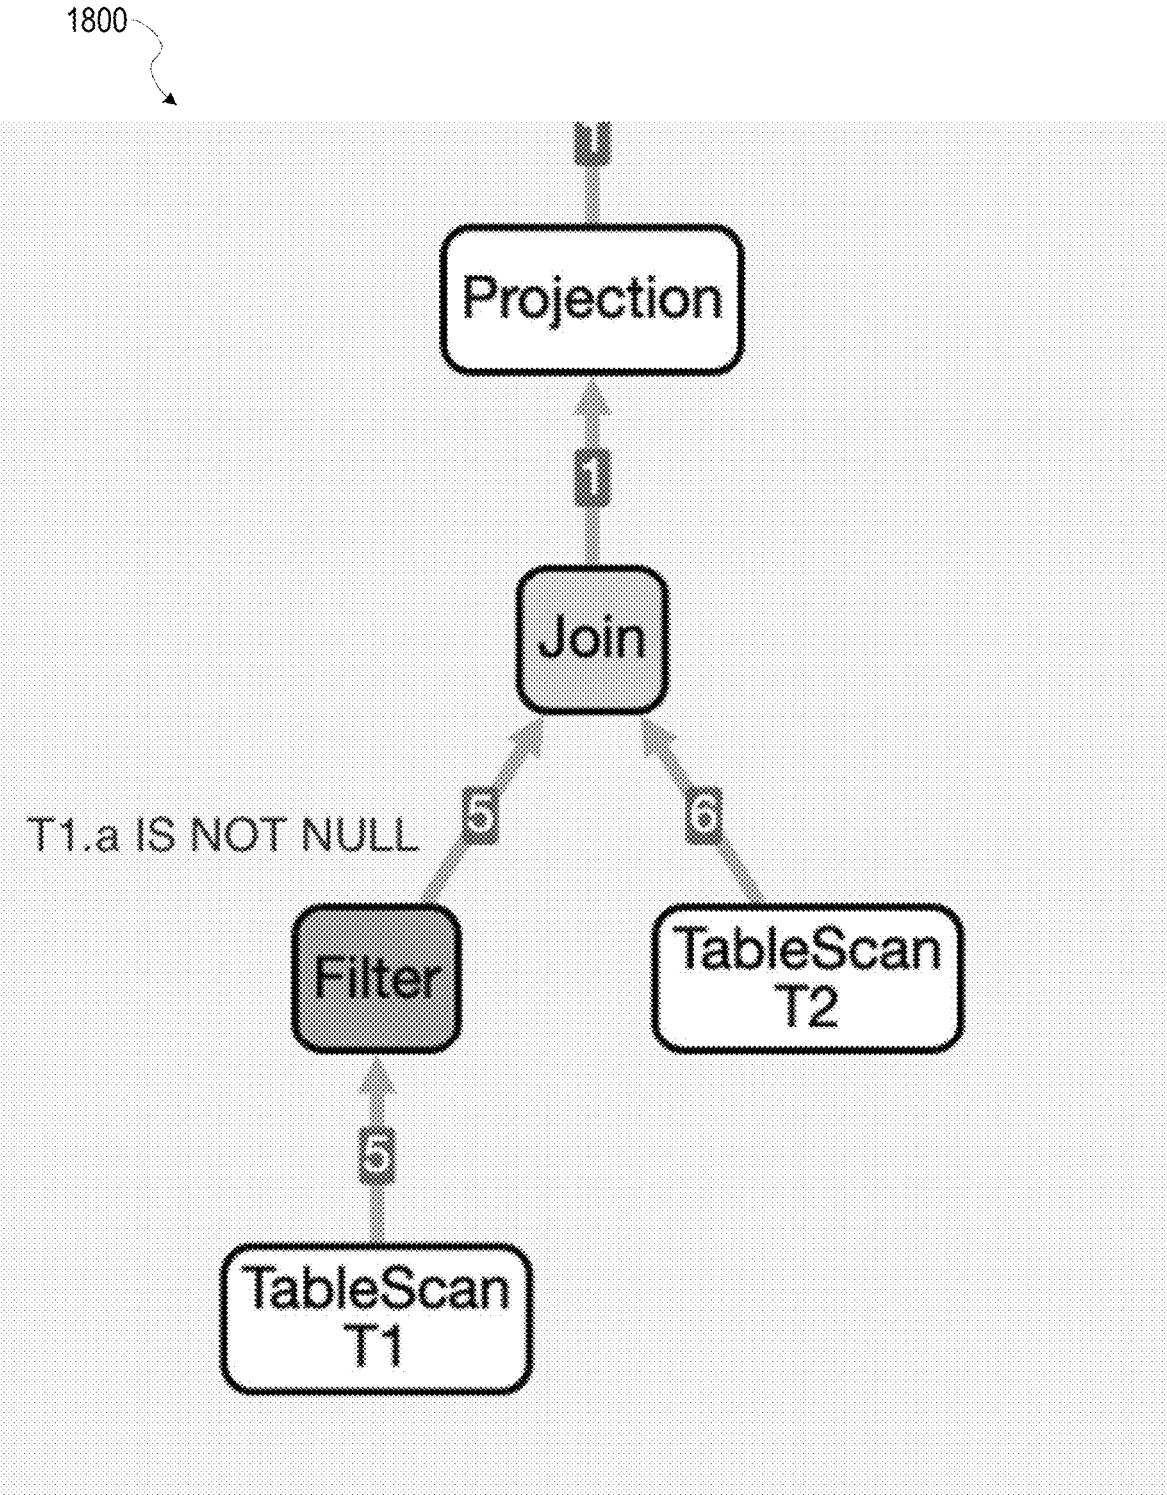 1800
Projection
1
Join
5
6
T1.a IS NOT NULL
Filter
TableScan
T2
5
TableScan
T1